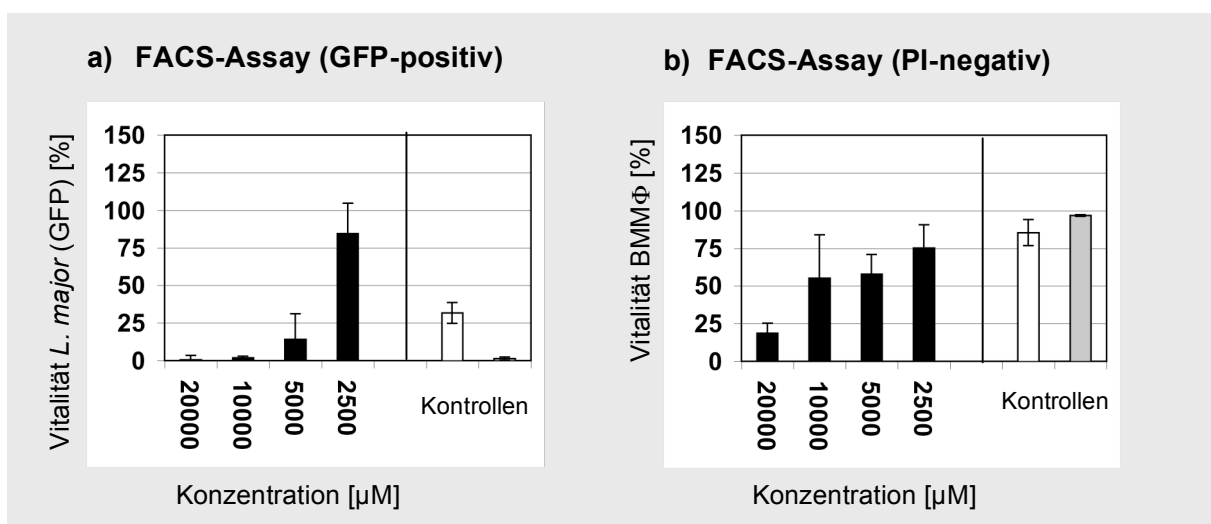 a) FACS-Assay (GFP-positiv)
Vitalität L. major (GFP) [%]
150
125
100
75
50
25
0
20000
10000
5000
2500
Kontrollen
Konzentration [µM]
b) FACS-Assay (PI-negativ)
Vitalität BMMΦ [%]
150
125
100
75
50
25
0
20000
10000
5000
2500
Kontrollen
Konzentration [µM]